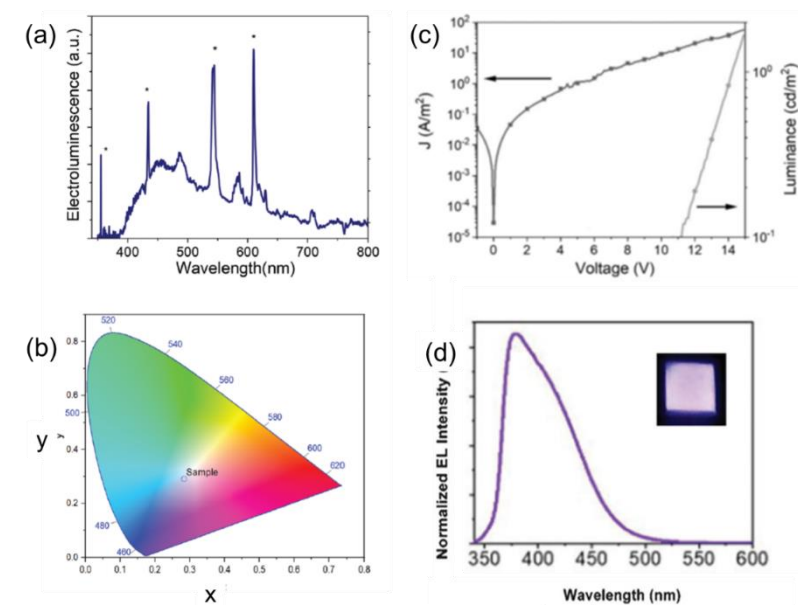 (a)
Electroluminescence (a.u.)
* * * *
400 500 600 700 800
Wavelength(nm)
(c)
J (A/m²)
10² 10¹ 10⁰ 10⁻¹ 10⁻² 10⁻³ 10⁻⁴ 10⁻⁵
0 2 4 6 8 10 12 14
Voltage (V)
10⁰ 10⁻¹
Luminance (cd/m²)
(b)
y y
0.8 0.6 0.4 0.2 0.0
0.0 0.1 0.2 0.3 0.4 0.5 0.6 0.7 0.8
x
520
540
560
580
600
620
500
480
460
Sample
(d)
Normalized EL Intensity (
350 400 450 500 550 600
Wavelength (nm)